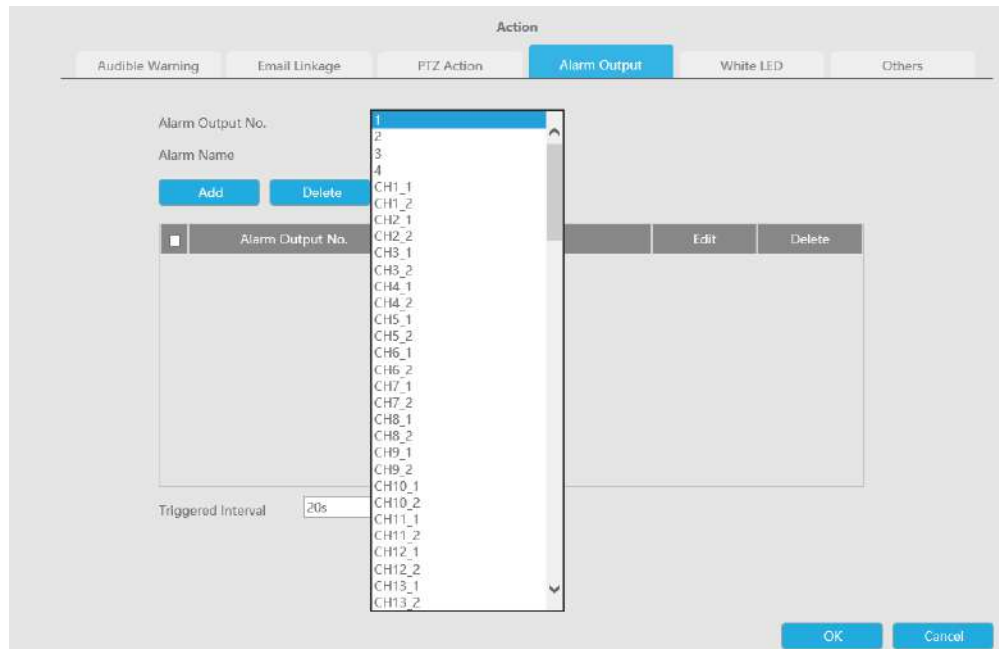 Action
Audible Warning Email Linkage PTZ Action Alarm Output White LED Others
Alarm Output No.
Alarm Name
Add Delete
Alarm Output No. Edit Delete
1
2
3
4
CH1_1
CH1_2
CH2_1
CH2_2
CH3_1
CH3_2
CH4_1
CH4_2
CH5_1
CH5_2
CH6_1
CH6_2
CH7_1
CH7_2
CH8_1
CH8_2
CH9_1
CH9_2
CH10_1
CH10_2
CH11_1
CH11_2
CH12_1
CH12_2
CH13_1
CH13_2
Triggered Interval 20s
OK Cancel